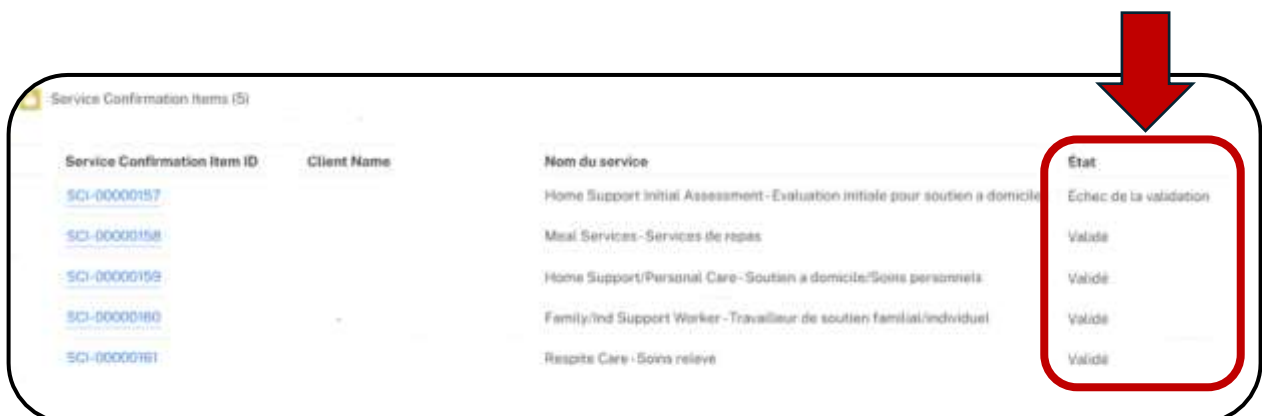 Service Confirmation Items (5)
Service Confirmation Item ID Client Name Nom du service État
SCI-00000157 Home Support Initial Assessment - Evaluation initiale pour soutien a domicile Échec de la validation
SCI-00000158 Meal Services - Services de repas Validé
SCI-00000159 Home Support/Personal Care - Soutien a domicile/Soins personnels Validé
SCI-00000160 Family/Ind Support Worker - Travailleur de soutien familial/individuel Validé
SCI-00000161 Respite Care - Soins releve Validé